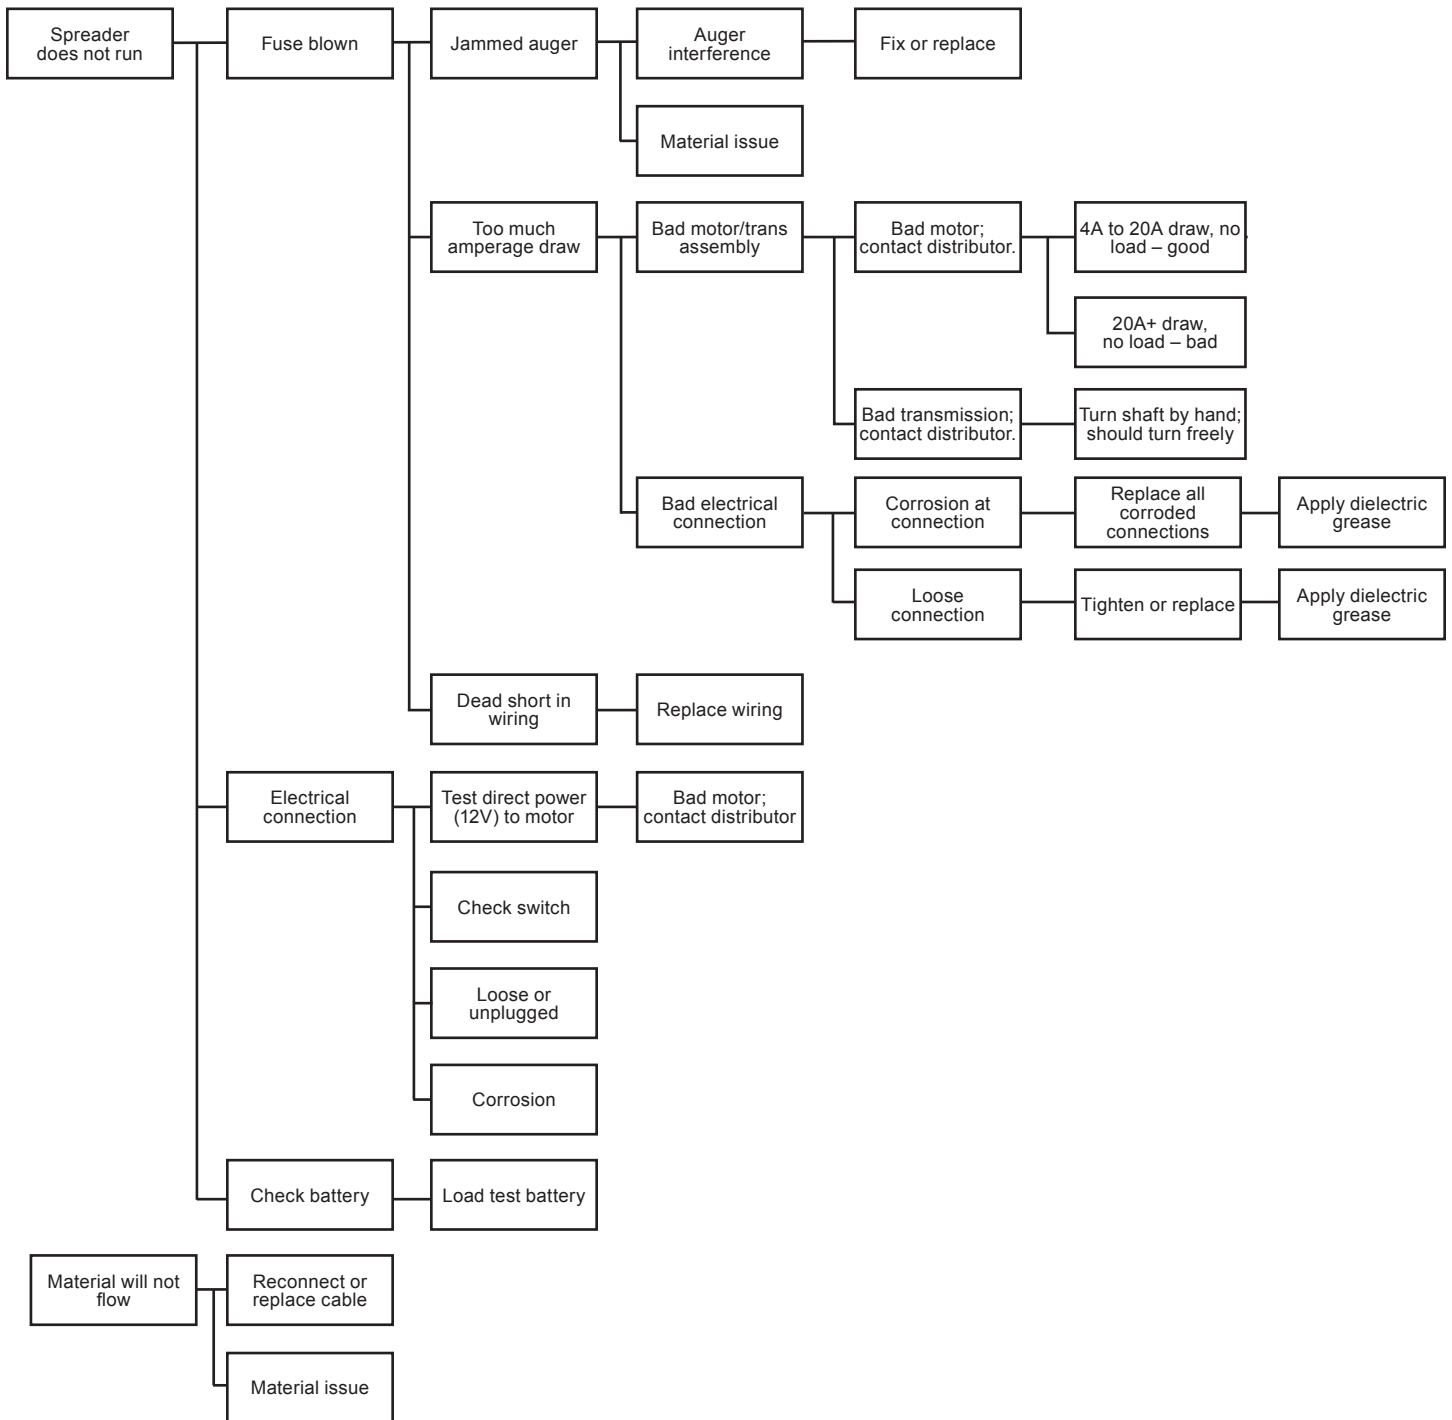 Spreader
does not run
Fuse blown
Jammed auger
Auger
interference
Fix or replace
Material issue
Too much
amperage draw
Bad motor/trans
assembly
Bad motor;
contact distributor.
4A to 20A draw, no
load – good
20A+ draw,
no load – bad
Bad transmission;
contact distributor.
Turn shaft by hand;
should turn freely
Bad electrical
connection
Corrosion at
connection
Replace all
corroded
connections
Apply dielectric
grease
Loose
connection
Tighten or replace
Apply dielectric
grease
Dead short in
wiring
Replace wiring
Electrical
connection
Test direct power
(12V) to motor
Bad motor;
contact distributor
Check switch
Loose or
unplugged
Corrosion
Check battery
Load test battery
Material will not
flow
Reconnect or
replace cable
Material issue